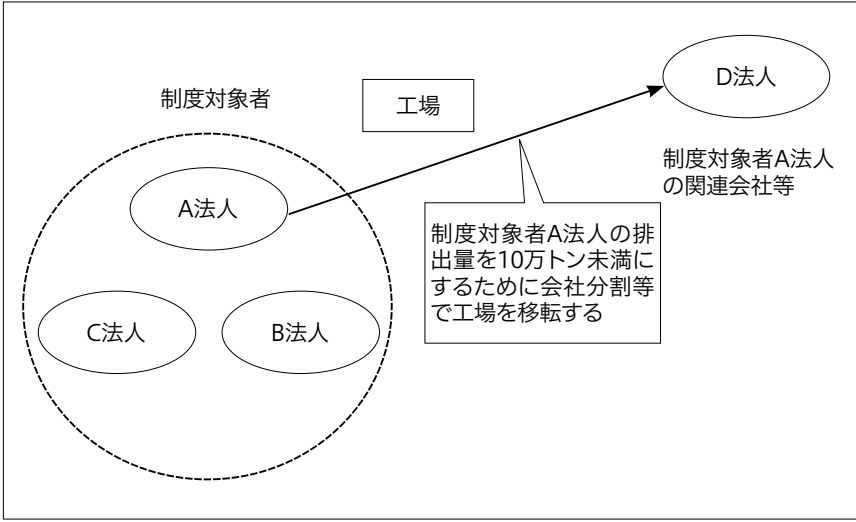 制度対象者
工場
D法人
制度対象者A法人
の関連会社等
A法人
制度対象者A法人の排
出量を10万トン未満に
するために会社分割等
で工場を移転する
C法人
B法人